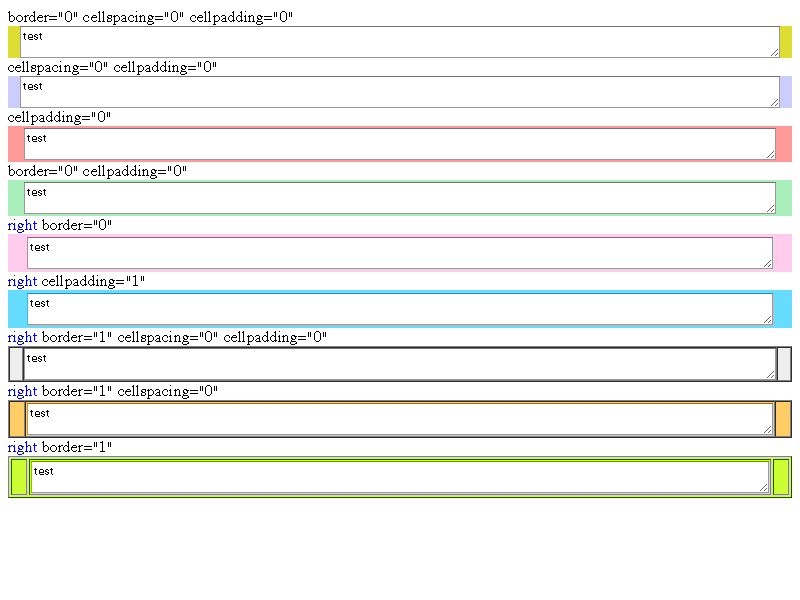 border="0" cellspacing="0" cellpadding="0"
test
cellspacing="0" cellpadding="0"
test
cellpadding="0"
test
border="0" cellpadding="0"
test
right border="0"
test
right cellpadding="1"
test
right border="1" cellspacing="0" cellpadding="0"
test
right border="1" cellspacing="0"
test
right border="1"
test